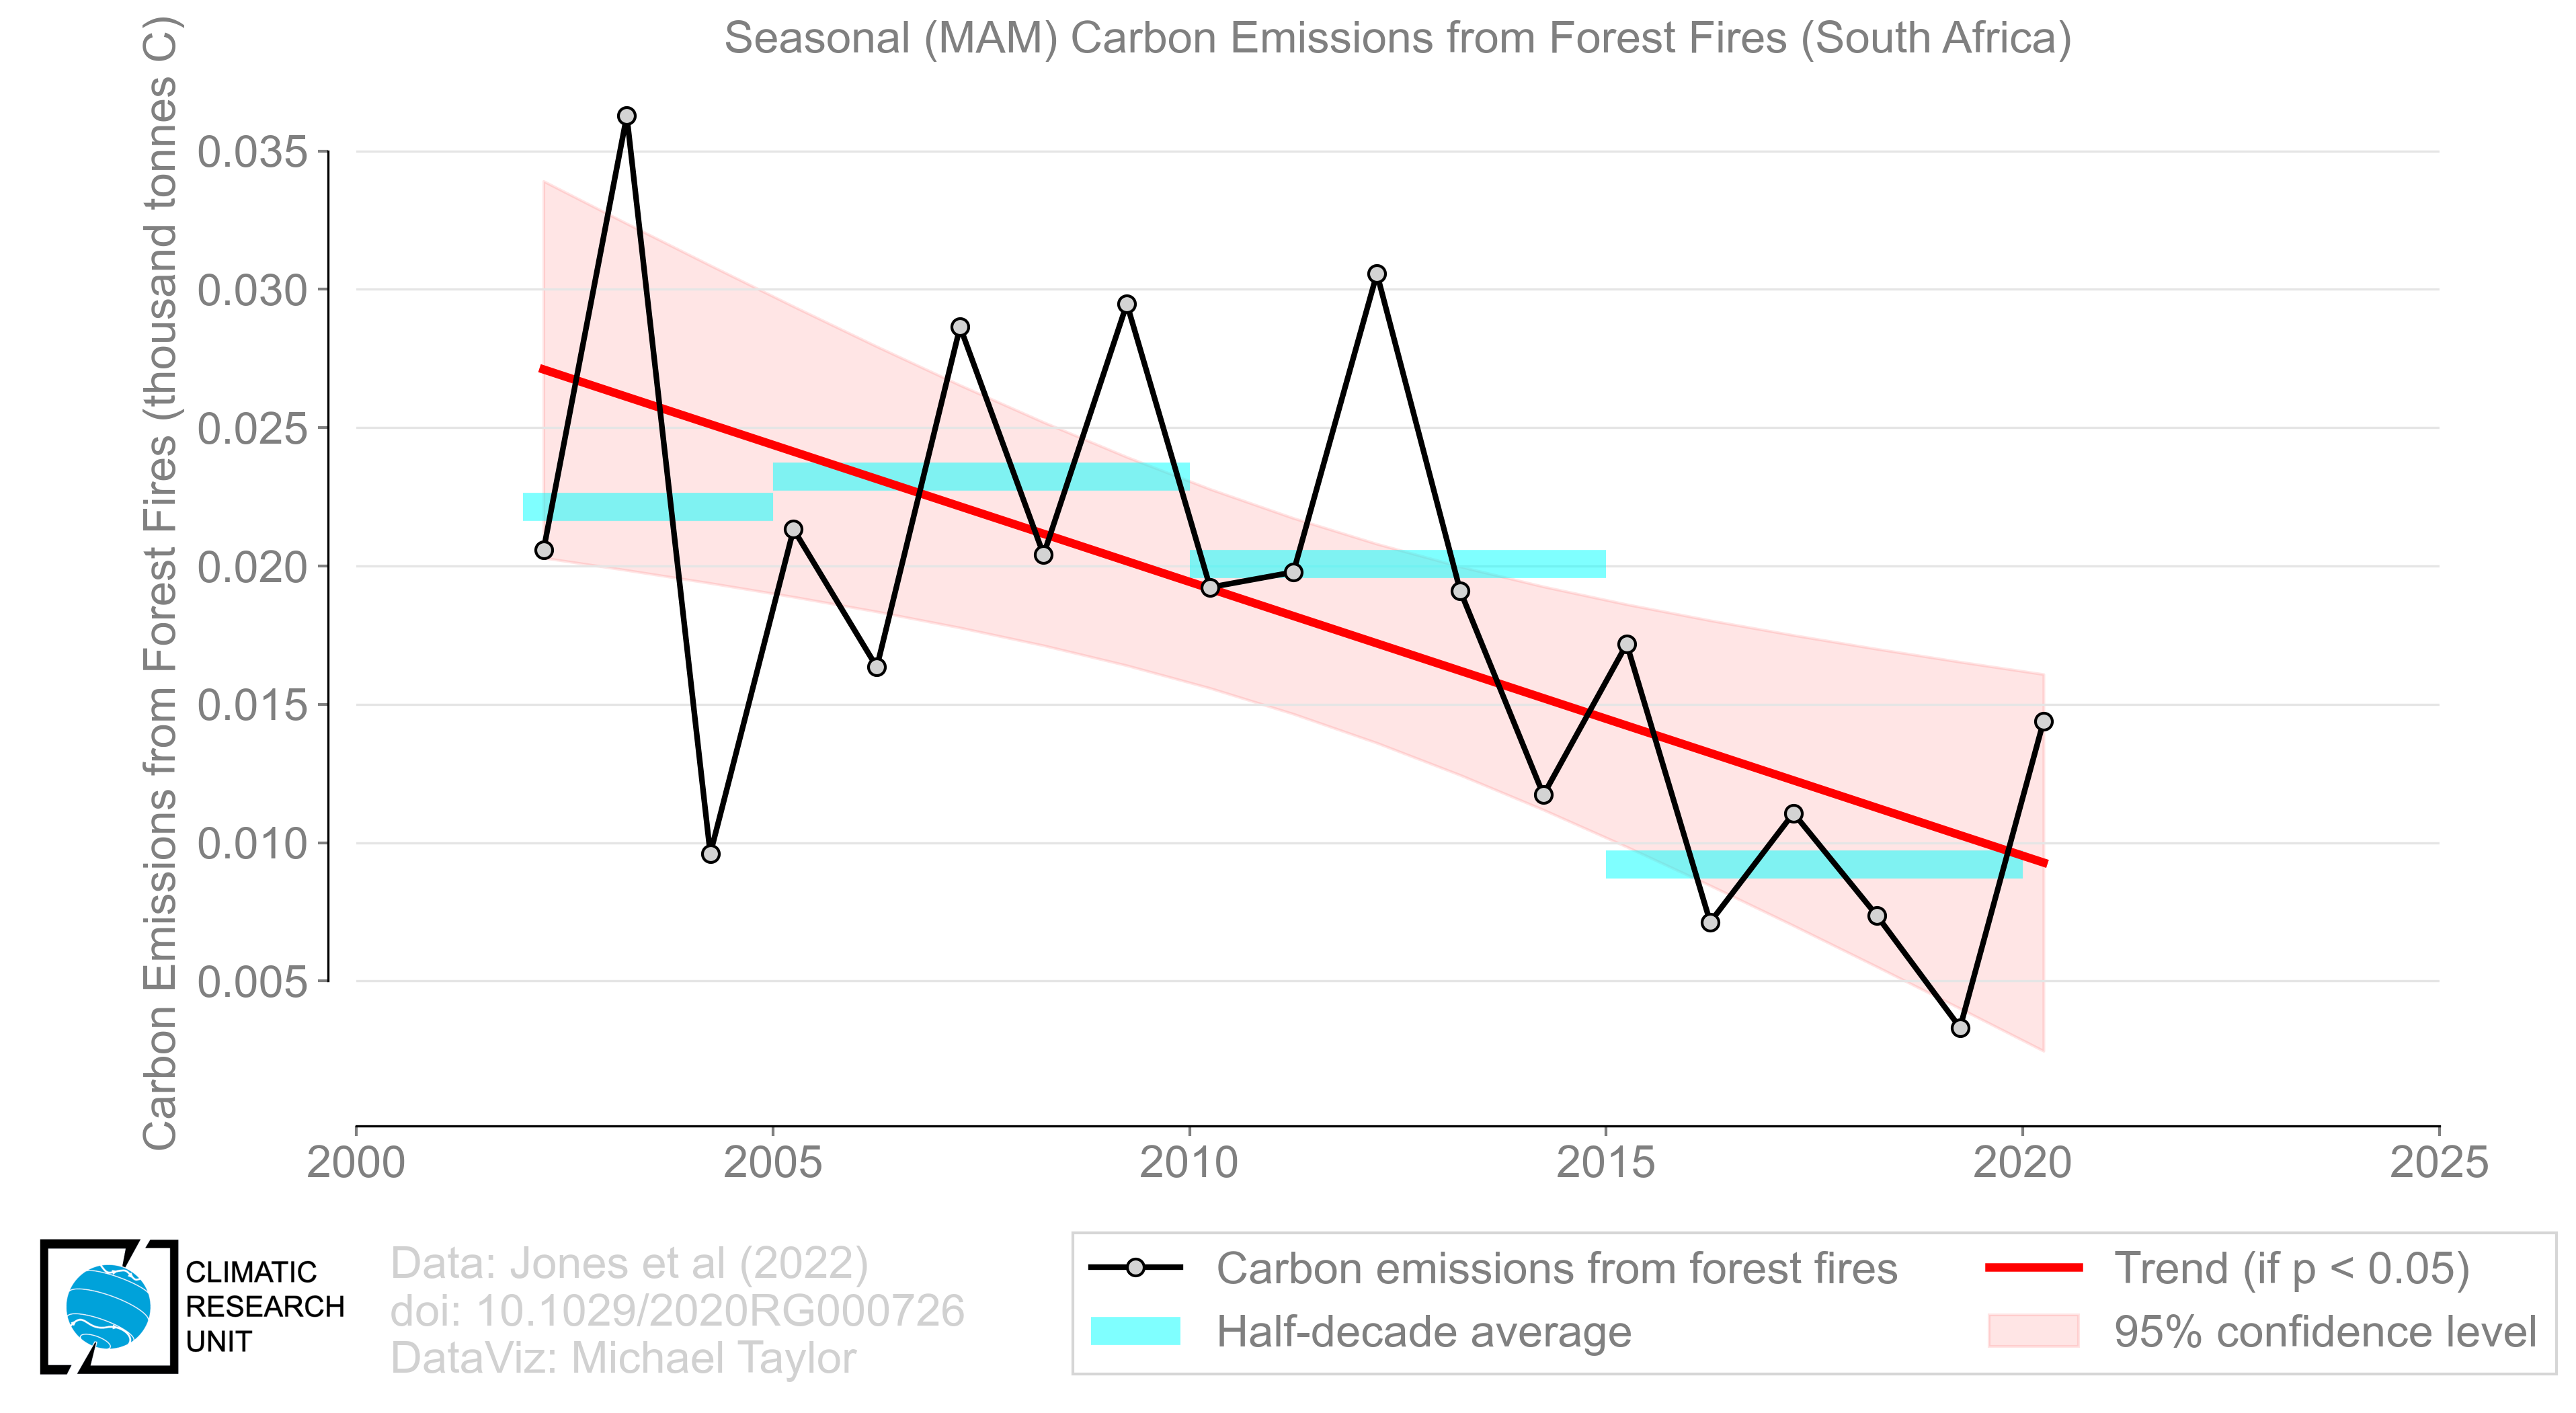 Seasonal (MAM) Carbon Emissions from Forest Fires (South Africa)
Carbon Emissions from Forest Fires (thousand tonnes C)
0.035
0.030
0.025
0.020
0.015
0.010
0.005
2000
2005
2010
2015
2020
2025
CLIMATIC
RESEARCH
UNIT
Data: Jones et al (2022)
doi: 10.1029/2020RG000726
DataViz: Michael Taylor
Carbon emissions from forest fires
Half-decade average
Trend (if p < 0.05)
95% confidence level